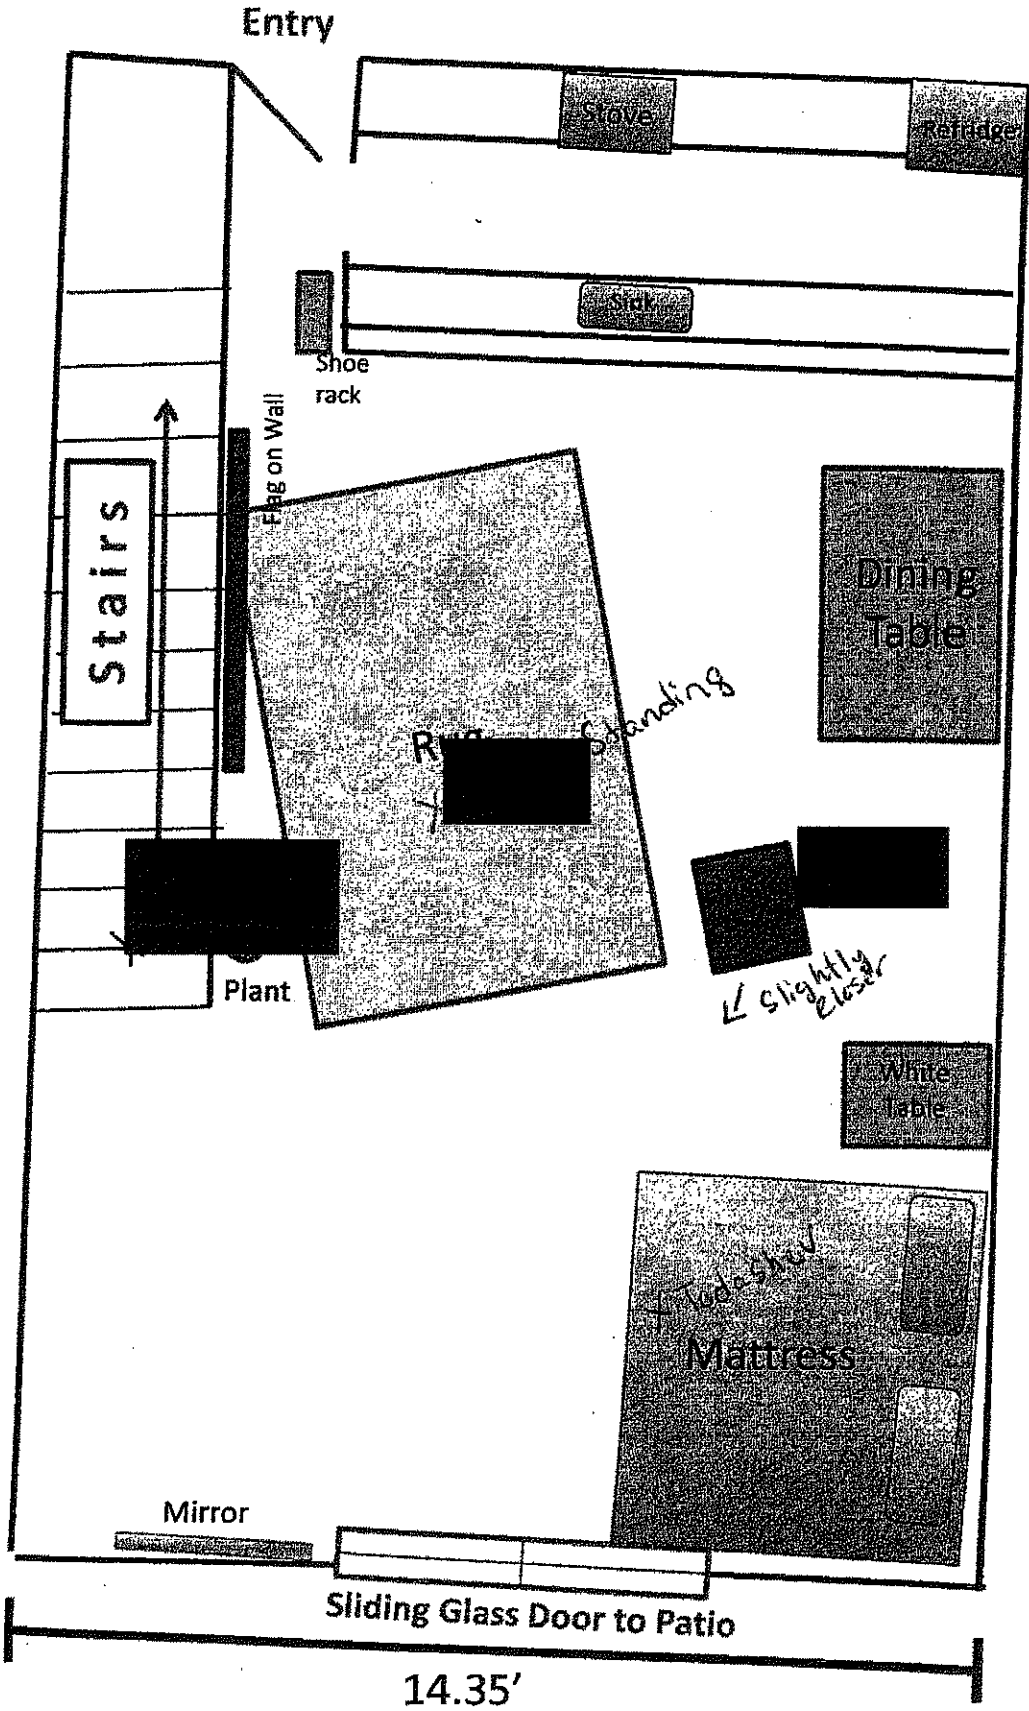 Entry
Stove
Refridge
Sink
Shoe
rack
Flag on Wall
Stairs
Dining
Table
Rug
Standing
Slightly
closer
Plant
White
Table
Todashev
Mattress
Mirror
Sliding Glass Door to Patio
14.35'